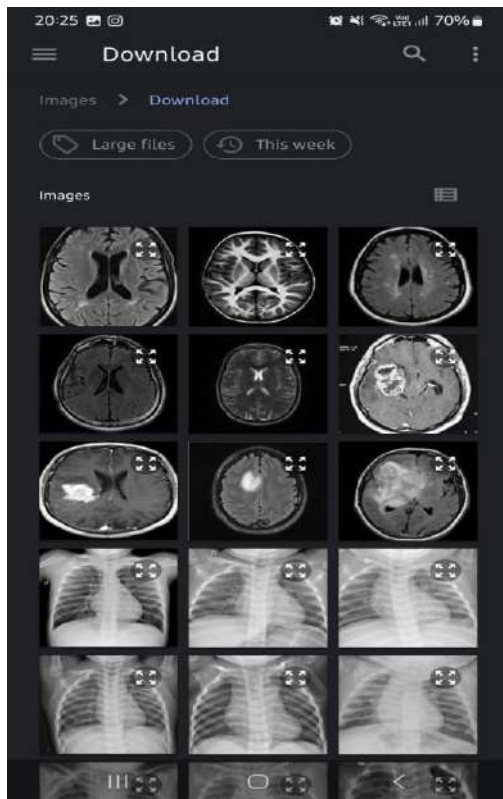 20:25 70%
Download
Images > Download
Large files
This week
Images